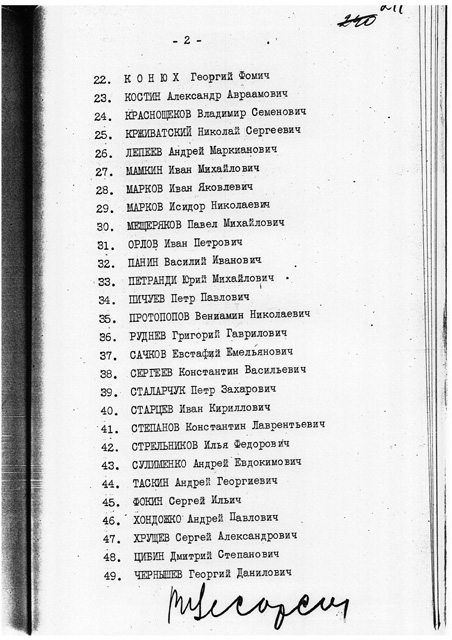 211
240
- 2 -
22. К О Н Ю Х Георгий Фомич
23. КОСТИН Александр Авраамович
24. КРАСНОЩЕКОВ Владимир Семенович
25. КРЖИВАТСКИЙ Николай Сергеевич
26. ЛЕПЕЕВ Андрей Маркианович
27. МАМКИН Иван Михайлович
28. МАРКОВ Иван Яковлевич
29. МАРКОВ Исидор Николаевич
30. МЕЩЕРЯКОВ Павел Михайлович
31. ОРЛОВ Иван Петрович
32. ПАНИН Василий Иванович
33. ПЕТРАНДИ Юрий Михайлович
34. ПИЧУЕВ Петр Павлович
35. ПРОТОПОПОВ Вениамин Николаевич
36. РУДНЕВ Григорий Гаврилович
37. САЧКОВ Евстафий Емельянович
38. СЕРГЕЕВ Константин Васильевич
39. СТАЛАРЧУК Петр Захарович
40. СТАРЦЕВ Иван Кириллович
41. СТЕПАНОВ Константин Лаврентьевич
42. СТРЕЛЬНИКОВ Илья Федорович
43. СУЛИМЕНКО Андрей Евдокимович
44. ТАСКИН Андрей Георгиевич
45. ФОКИН Сергей Ильич
46. ХОНДОЖКО Андрей Павлович
47. ХРУЩЕВ Сергей Александрович
48. ЦИБИН Дмитрий Степанович
49. ЧЕРНЫШЕВ Георгий Данилович